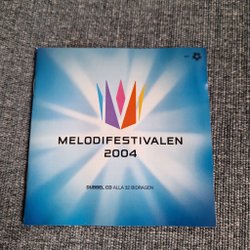 MELODIFESTIVALEN
2004
DUBBEL CD ALLA 32 BIDRAGEN